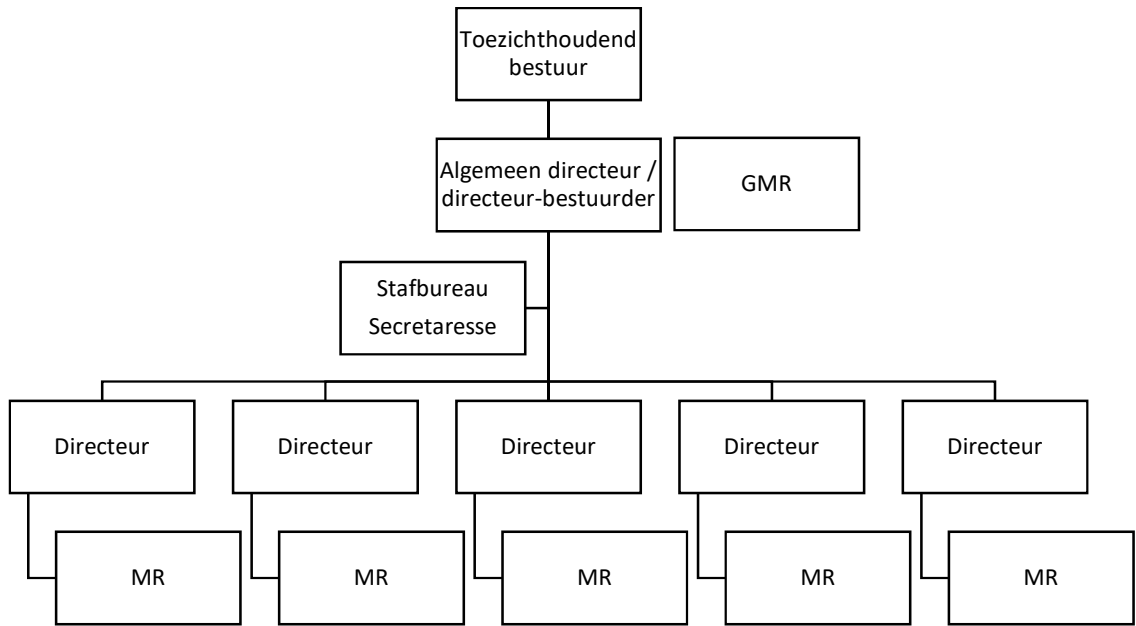 Toezichthoudend
bestuur
Algemeen directeur /
directeur-bestuurder
GMR
Stafbureau
Secretaresse
Directeur
Directeur
Directeur
Directeur
Directeur
MR
MR
MR
MR
MR